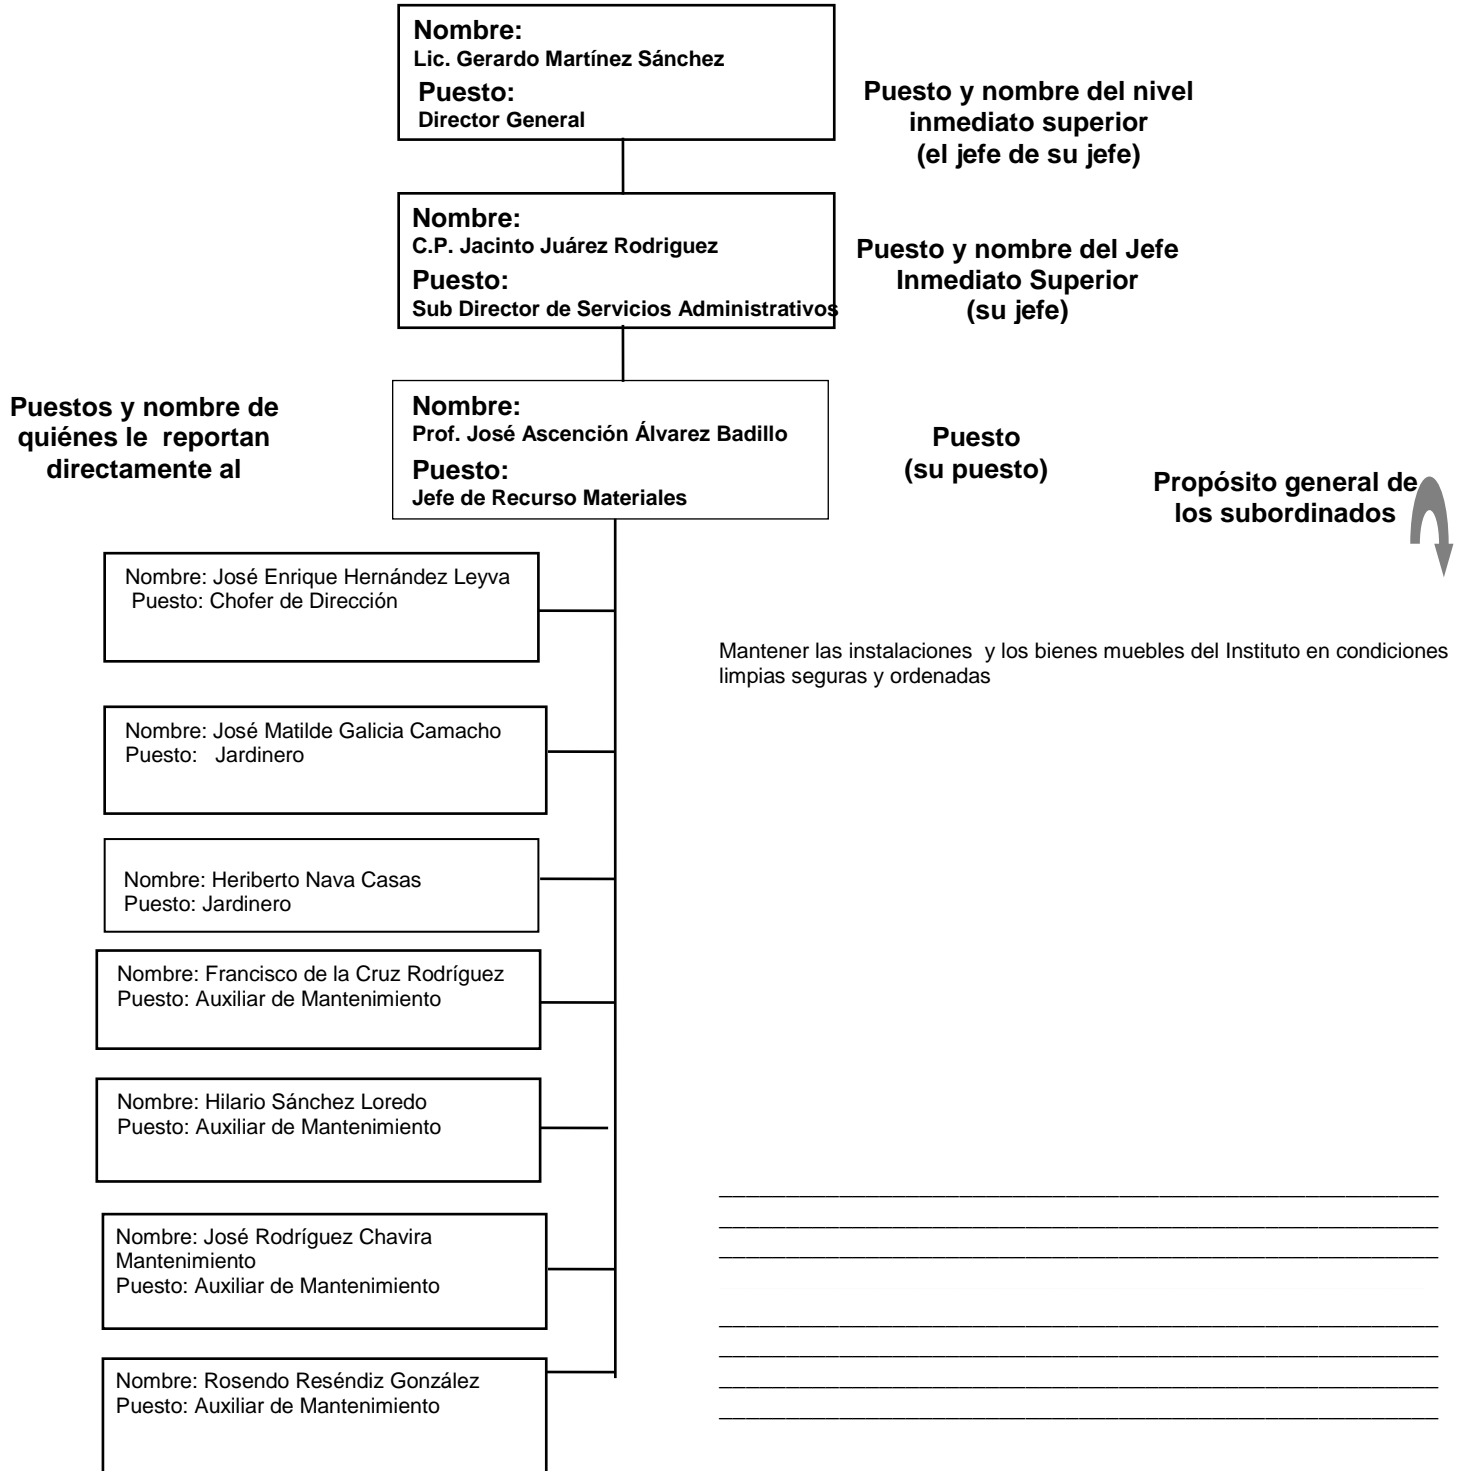 Nombre:
Lic. Gerardo Martínez Sánchez
Puesto:
Director General
Puesto y nombre del nivel
inmediato superior
(el jefe de su jefe)
Nombre:
C.P. Jacinto Juárez Rodriguez
Puesto:
Sub Director de Servicios Administrativos
Puesto y nombre del Jefe
Inmediato Superior
(su jefe)
Puestos y nombre de
quiénes le reportan
directamente al
Nombre:
Prof. José Ascención Álvarez Badillo
Puesto:
Jefe de Recurso Materiales
Puesto
(su puesto)
Propósito general de
los subordinados
Nombre: José Enrique Hernández Leyva
Puesto: Chofer de Dirección
Mantener las instalaciones y los bienes muebles del Instituto en condiciones
limpias seguras y ordenadas
Nombre: José Matilde Galicia Camacho
Puesto: Jardinero
Nombre: Heriberto Nava Casas
Puesto: Jardinero
Nombre: Francisco de la Cruz Rodríguez
Puesto: Auxiliar de Mantenimiento
Nombre: Hilario Sánchez Loredo
Puesto: Auxiliar de Mantenimiento
Nombre: José Rodríguez Chavira
Mantenimiento
Puesto: Auxiliar de Mantenimiento
Nombre: Rosendo Reséndiz González
Puesto: Auxiliar de Mantenimiento